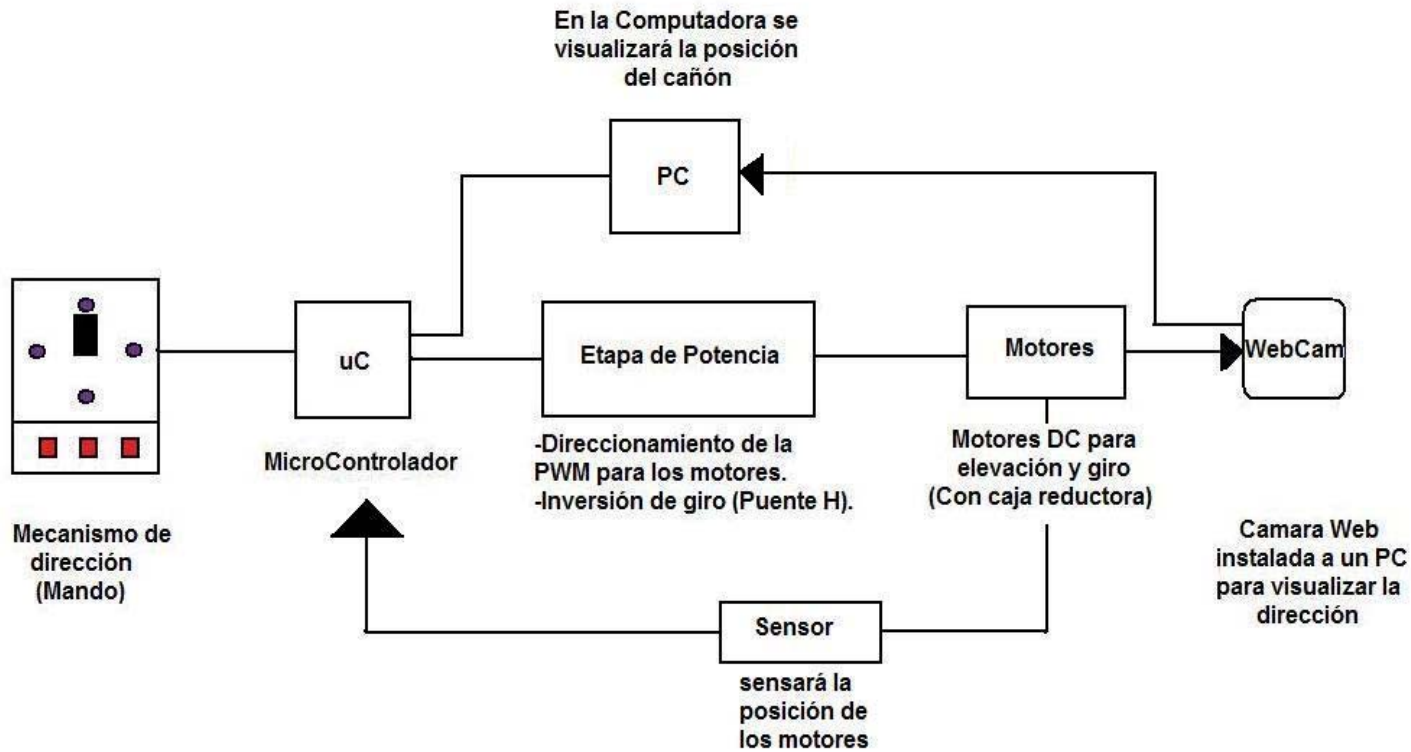 En la Computadora se
visualizará la posición
del cañón
PC
uC
Etapa de Potencia
Motores
WebCam
MicroControlador
-Direccionamiento de la
PWM para los motores.
-Inversión de giro (Puente H).
Motores DC para
elevación y giro
(Con caja reductora)
Mecanismo de
dirección
(Mando)
Camara Web
instalada a un PC
para visualizar la
dirección
Sensor
sensará la
posición de
los motores